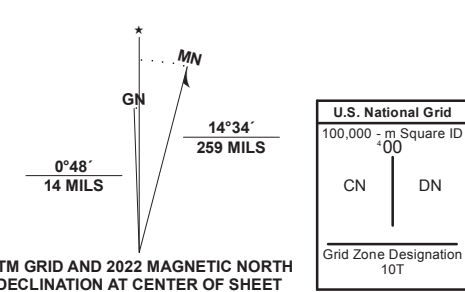 ★
MN
GN
14°34´
259 MILS
0°48´
14 MILS
TM GRID AND 2022 MAGNETIC NORTH
DECLINATION AT CENTER OF SHEET
U.S. National Grid
100,000 - m Square ID
⁴00
CN DN
Grid Zone Designation
10T